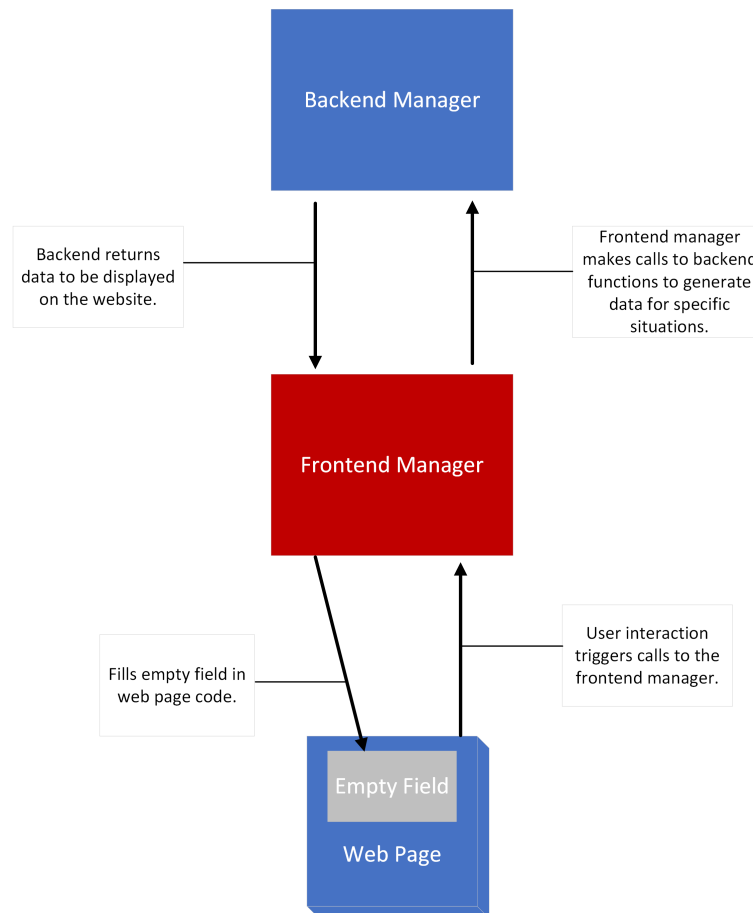 Backend Manager
Backend returns
data to be displayed
on the website.
Frontend manager
makes calls to backend
functions to generate
data for specific
situations.
Frontend Manager
Fills empty field in
web page code.
User interaction
triggers calls to the
frontend manager.
Empty Field
Web Page